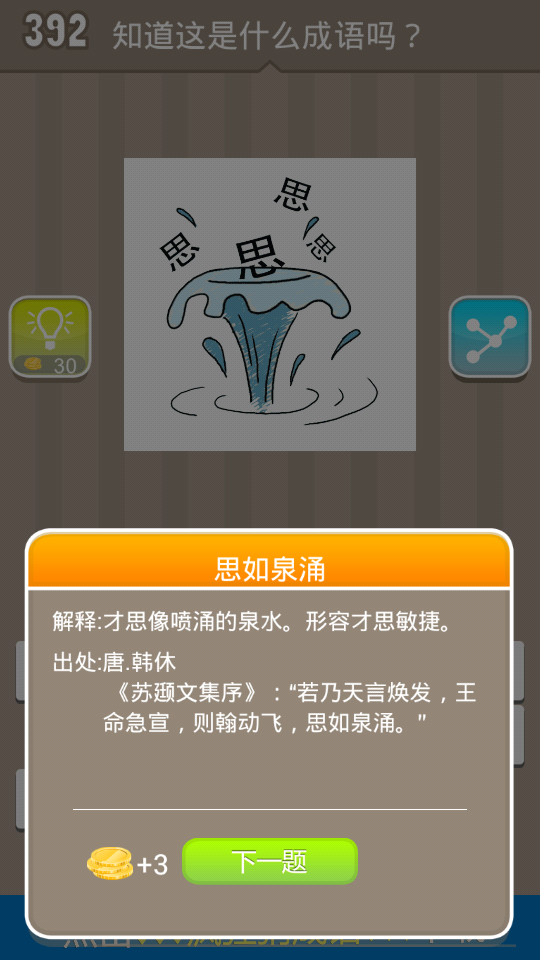 392 知道这是什么成语吗？
思
思 思 思
30
思如泉涌
解释:才思像喷涌的泉水。形容才思敏捷。
出处:唐.韩休
《苏颋文集序》：“若乃天言焕发，王
命急宣，则翰动飞，思如泉涌。”
+3 下一题